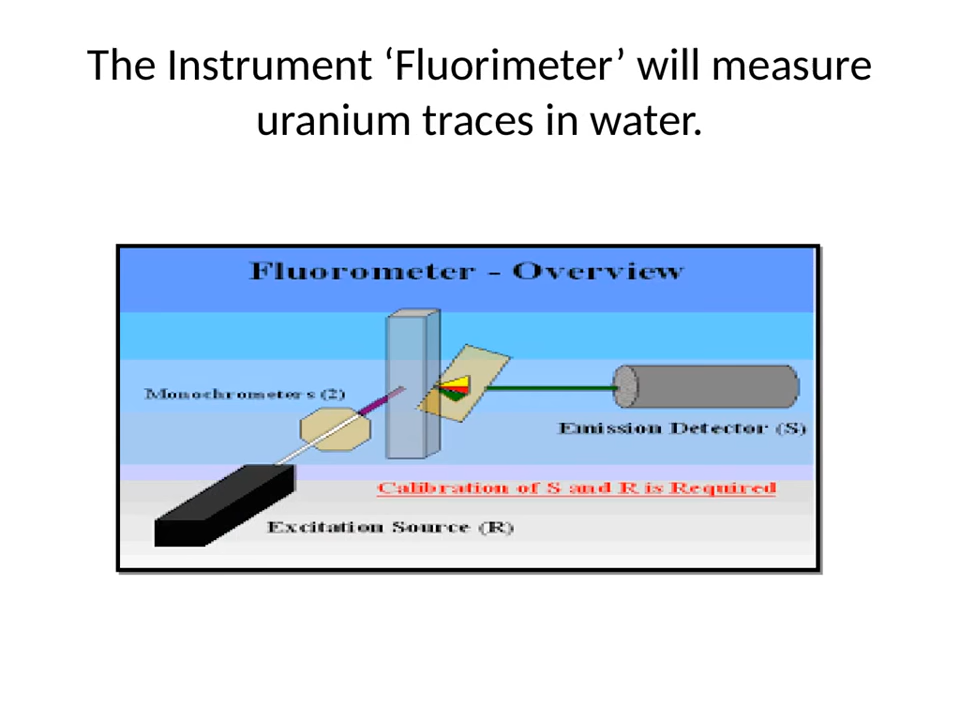 The Instrument ‘Fluorimeter’ will measure
uranium traces in water.
Fluorometer - Overview
Monochrometers (2)
Emission Detector (S)
Calibration of S and R is Required
Excitation Source (R)